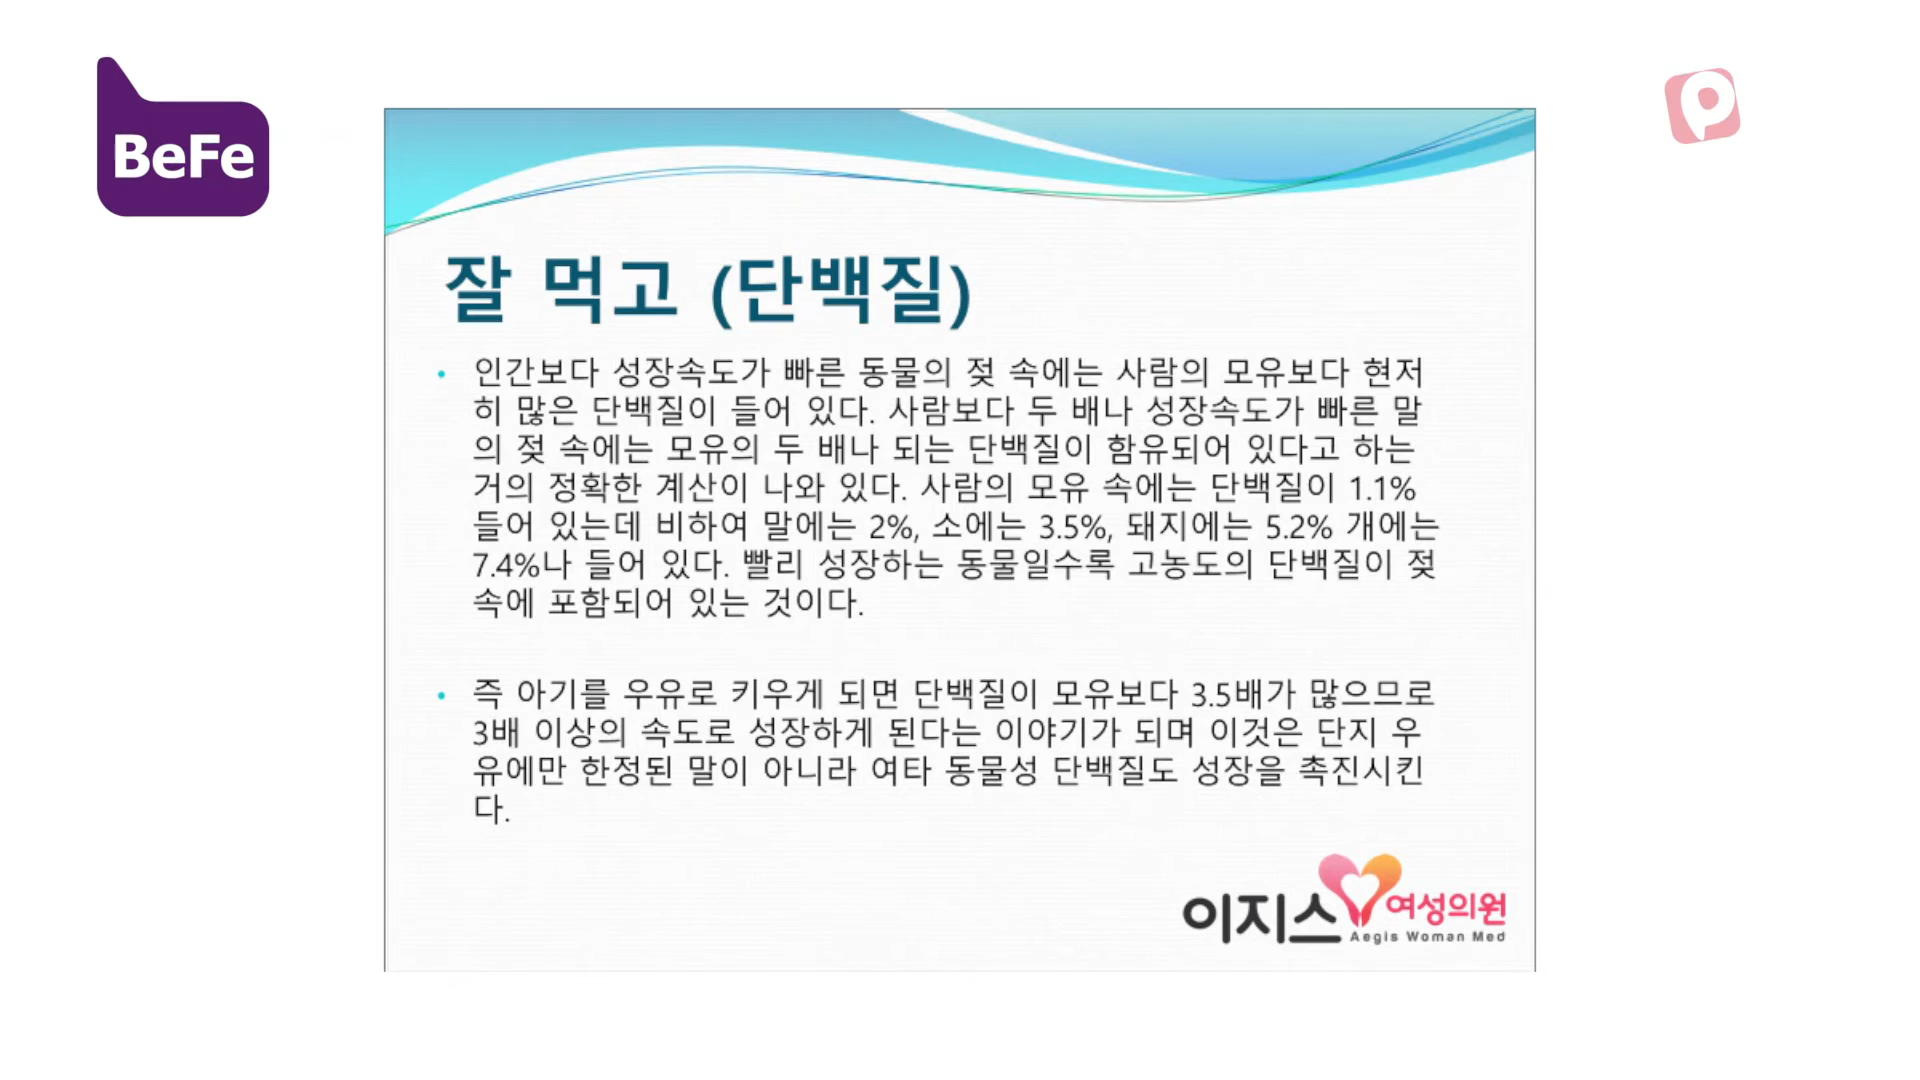 BeFe
잘 먹고 (단백질)
• 인간보다 성장속도가 빠른 동물의 젖 속에는 사람의 모유보다 현저
히 많은 단백질이 들어 있다. 사람보다 두 배나 성장속도가 빠른 말
의 젖 속에는 모유의 두 배나 되는 단백질이 함유되어 있다고 하는
거의 정확한 계산이 나와 있다. 사람의 모유 속에는 단백질이 1.1%
들어 있는데 비하여 말에는 2%, 소에는 3.5%, 돼지에는 5.2% 개에는
7.4%나 들어 있다. 빨리 성장하는 동물일수록 고농도의 단백질이 젖
속에 포함되어 있는 것이다.
• 즉 아기를 우유로 키우게 되면 단백질이 모유보다 3.5배가 많으므로
3배 이상의 속도로 성장하게 된다는 이야기가 되며 이것은 단지 우
유에만 한정된 말이 아니라 여타 동물성 단백질도 성장을 촉진시킨
다.
이지스 여성의원
Aegis Woman Med